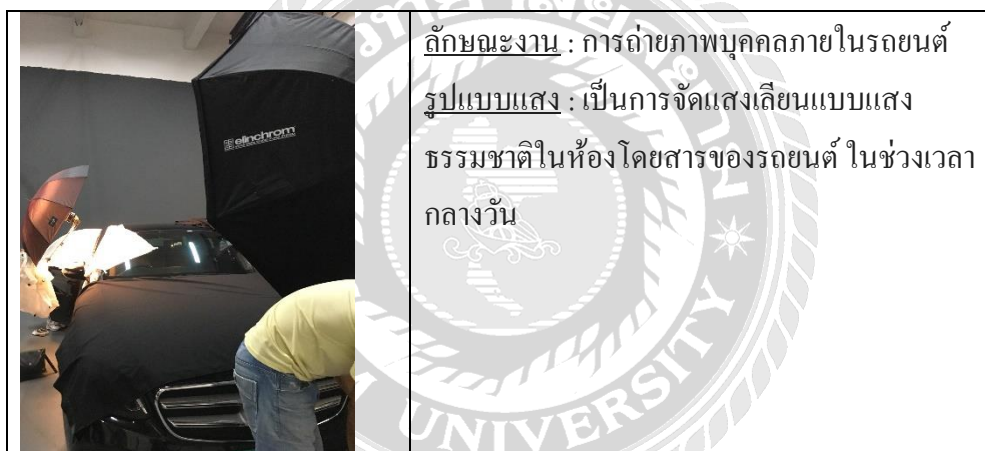 elinchrom
ลักษณะงาน : การถ่ายภาพบุคคลภายในรถยนต์
รูปแบบแสง : เป็นการจัดแสงเลียนแบบแสง
ธรรมชาติในห้องโดยสารของรถยนต์ ในช่วงเวลา
กลางวัน
UNIVERSITY